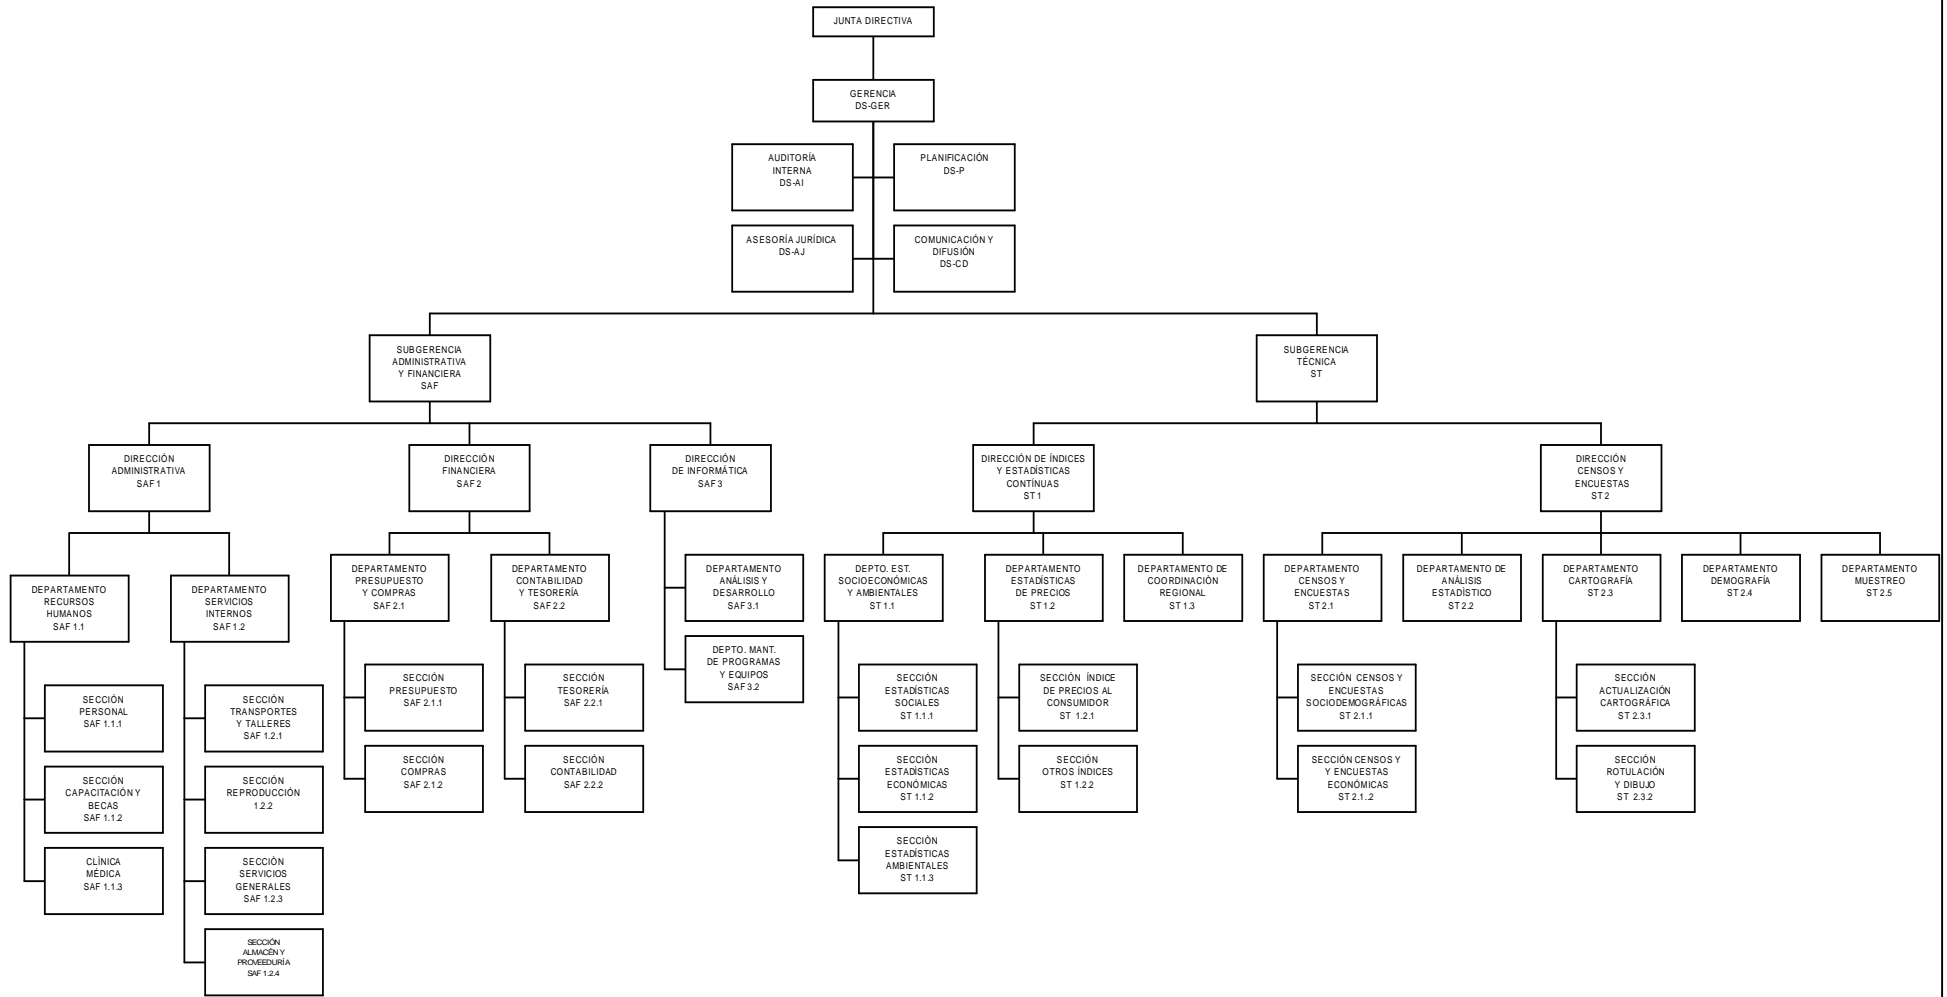 JUNTA DIRECTIVA
GERENCIA
DS-GER
AUDITORÍA
INTERNA
DS-AI
PLANIFICACIÓN
DS-P
ASESORÍA JURÍDICA
DS-AJ
COMUNICACIÓN Y
DIFUSIÓN
DS-CD
SUBGERENCIA
ADMINISTRATIVA
Y FINANCIERA
SAF
SUBGERENCIA
TÉCNICA
ST
DIRECCIÓN
ADMINISTRATIVA
SAF 1
DIRECCIÓN
FINANCIERA
SAF 2
DIRECCIÓN
DE INFORMÁTICA
SAF 3
DIRECCIÓN DE ÍNDICES
Y ESTADÍSTICAS
CONTÍNUAS
ST 1
DIRECCIÓN
CENSOS Y
ENCUESTAS
ST 2
DEPARTAMENTO
RECURSOS
HUMANOS
SAF 1.1
DEPARTAMENTO
SERVICIOS
INTERNOS
SAF 1.2
DEPARTAMENTO
PRESUPUESTO
Y COMPRAS
SAF 2.1
DEPARTAMENTO
CONTABILIDAD
Y TESORERÍA
SAF 2.2
DEPARTAMENTO
ANÁLISIS Y
DESARROLLO
SAF 3.1
DEPTO. MANT.
DE PROGRAMAS
Y EQUIPOS
SAF 3.2
DEPTO. EST.
SOCIOECONÓMICAS
Y AMBIENTALES
ST 1.1
DEPARTAMENTO
ESTADÍSTICAS
DE PRECIOS
ST 1.2
DEPARTAMENTO DE
COORDINACIÓN
REGIONAL
ST 1.3
DEPARTAMENTO
CENSOS Y
ENCUESTAS
ST 2.1
DEPARTAMENTO DE
ANÁLISIS
ESTADÍSTICO
ST 2.2
DEPARTAMENTO
CARTOGRAFÍA
ST 2.3
DEPARTAMENTO
DEMOGRAFÍA
ST 2.4
DEPARTAMENTO
MUESTREO
ST 2.5
SECCIÓN
PERSONAL
SAF 1.1.1
SECCIÓN
CAPACITACIÓN Y
BECAS
SAF 1.1.2
CLÌNICA
MÉDICA
SAF 1.1.3
SECCIÓN
TRANSPORTES
Y TALLERES
SAF 1.2.1
SECCIÓN
REPRODUCCIÓN
1.2.2
SECCIÓN
SERVICIOS
GENERALES
SAF 1.2.3
SECCIÓN
ALMACÉN Y
PROVEEDURÍA
SAF 1.2.4
SECCIÓN
PRESUPUESTO
SAF 2.1.1
SECCIÓN
COMPRAS
SAF 2.1.2
SECCIÓN
TESORERÍA
SAF 2.2.1
SECCIÓN
CONTABILIDAD
SAF 2.2.2
SECCIÓN
ESTADÍSTICAS
SOCIALES
ST 1.1.1
SECCIÒN
ESTADÌSTICAS
ECONÓMICAS
ST 1.1.2
SECCIÒN
ESTADÍSTICAS
AMBIENTALES
ST 1.1.3
SECCIÓN ÍNDICE
DE PRECIOS AL
CONSUMIDOR
ST 1.2.1
SECCIÓN
OTROS ÍNDICES
ST 1.2.2
SECCIÓN CENSOS Y
ENCUESTAS
SOCIODEMOGRÁFICAS
ST 2.1.1
SECCIÓN CENSOS Y
Y ENCUESTAS
ECONÓMICAS
ST 2.1..2
SECCIÓN
ACTUALIZACIÓN
CARTOGRÁFICA
ST 2.3.1
SECCIÓN
ROTULACIÓN
Y DIBUJO
ST 2.3.2